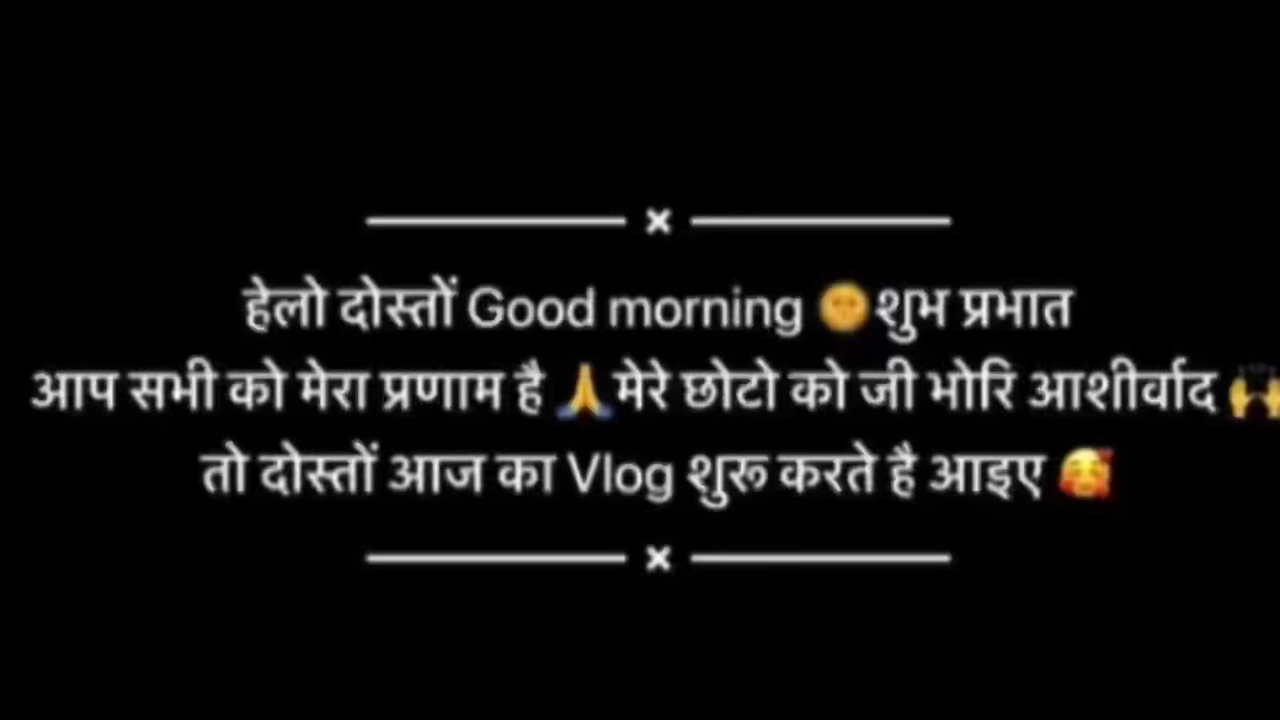 हेलो दोस्तों Good morning 🌞शुभ प्रभात
आप सभी को मेरा प्रणाम है 🙏मेरे छोटो को जी भोरि आशीर्वाद 🙌
तो दोस्तों आज का Vlog शुरू करते है आइए 🥰